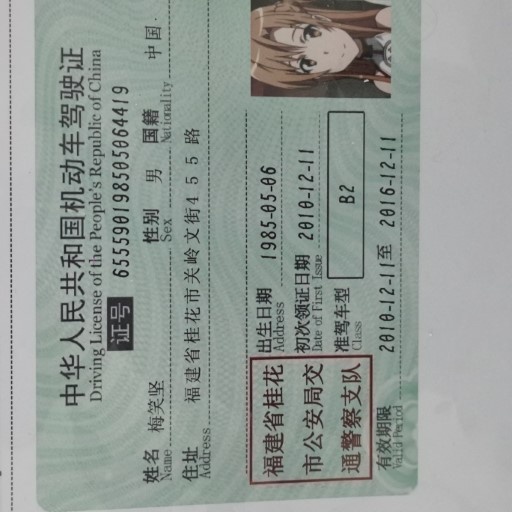 中华人民共和国机动车驾驶证
Driving License of the People's Republic of China
证号 655590198505064419
姓名 梅笑坚 性别 男 国籍 中国
Name Sex Nationality
住址 福建省桂花市关岭文街455路
Address
福建省桂花
市公安局交
通警察支队
出生日期 1985-05-06
Address
初次领证日期 2010-12-11
Date of First Issue
准驾车型 B2
Class
有效期限 2010-12-11至 2016-12-11
Valid Period